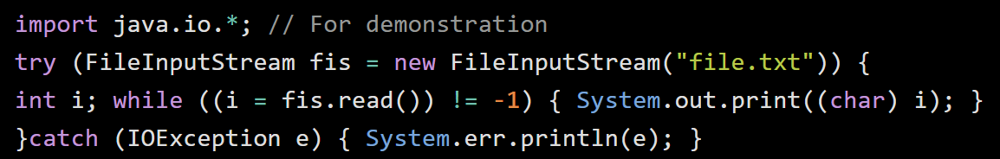 import java.io.*; // For demonstration
try (FileInputStream fis = new FileInputStream("file.txt")) {
int i; while ((i = fis.read()) != -1) { System.out.print((char) i); }
}catch (IOException e) { System.err.println(e); }